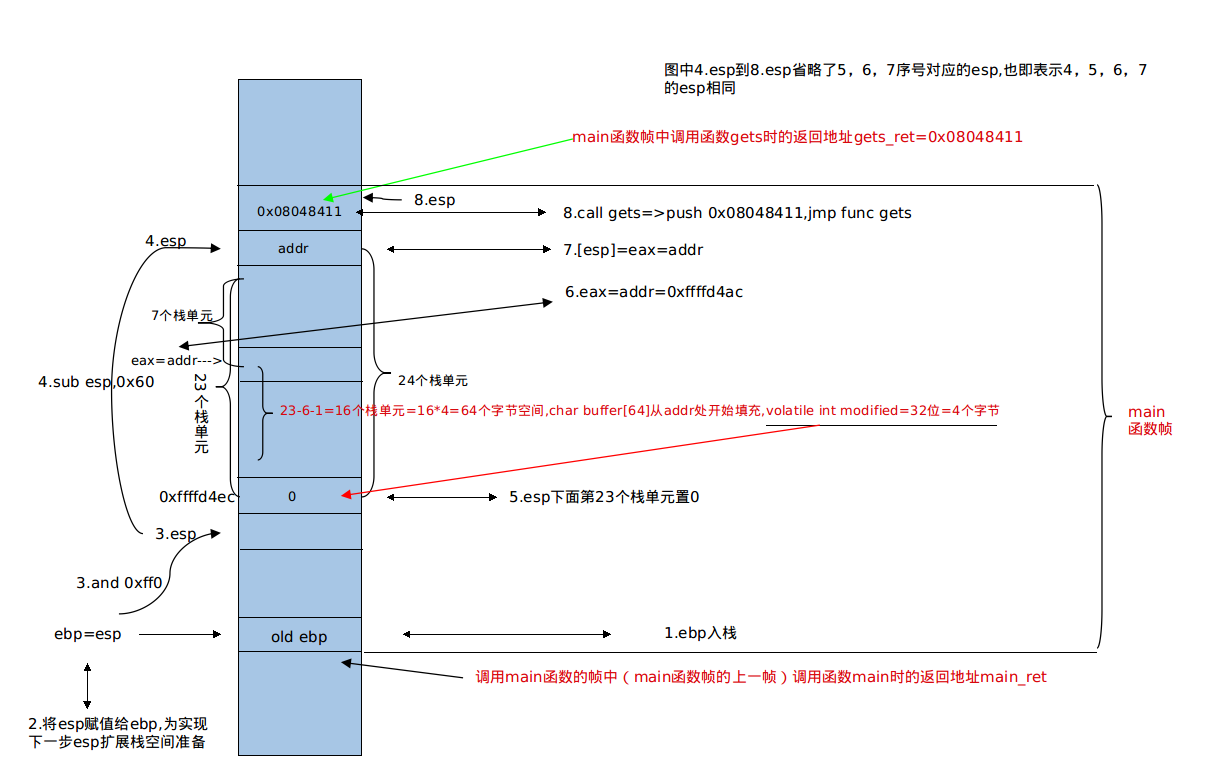 图中4.esp到8.esp省略了5，6，7序号对应的esp,也即表示4，5，6，7
的esp相同
main函数帧中调用函数gets时的返回地址gets_ret=0x08048411
8.esp
0x08048411
8.call gets=>push 0x08048411,jmp func gets
4.esp
addr
7.[esp]=eax=addr
6.eax=addr=0xffffd4ac
7个栈单元
eax=addr--->
4.sub esp,0x60
23个栈单元
24个栈单元
23-6-1=16个栈单元=16*4=64个字节空间,char buffer[64]从addr处开始填充,volatile int modified=32位=4个字节
main
函数帧
0xffffd4ec
0
5.esp下面第23个栈单元置0
3.esp
3.and 0xff0
ebp=esp
old ebp
1.ebp入栈
调用main函数的帧中（main函数帧的上一帧）调用函数main时的返回地址main_ret
2.将esp赋值给ebp,为实现
下一步esp扩展栈空间准备